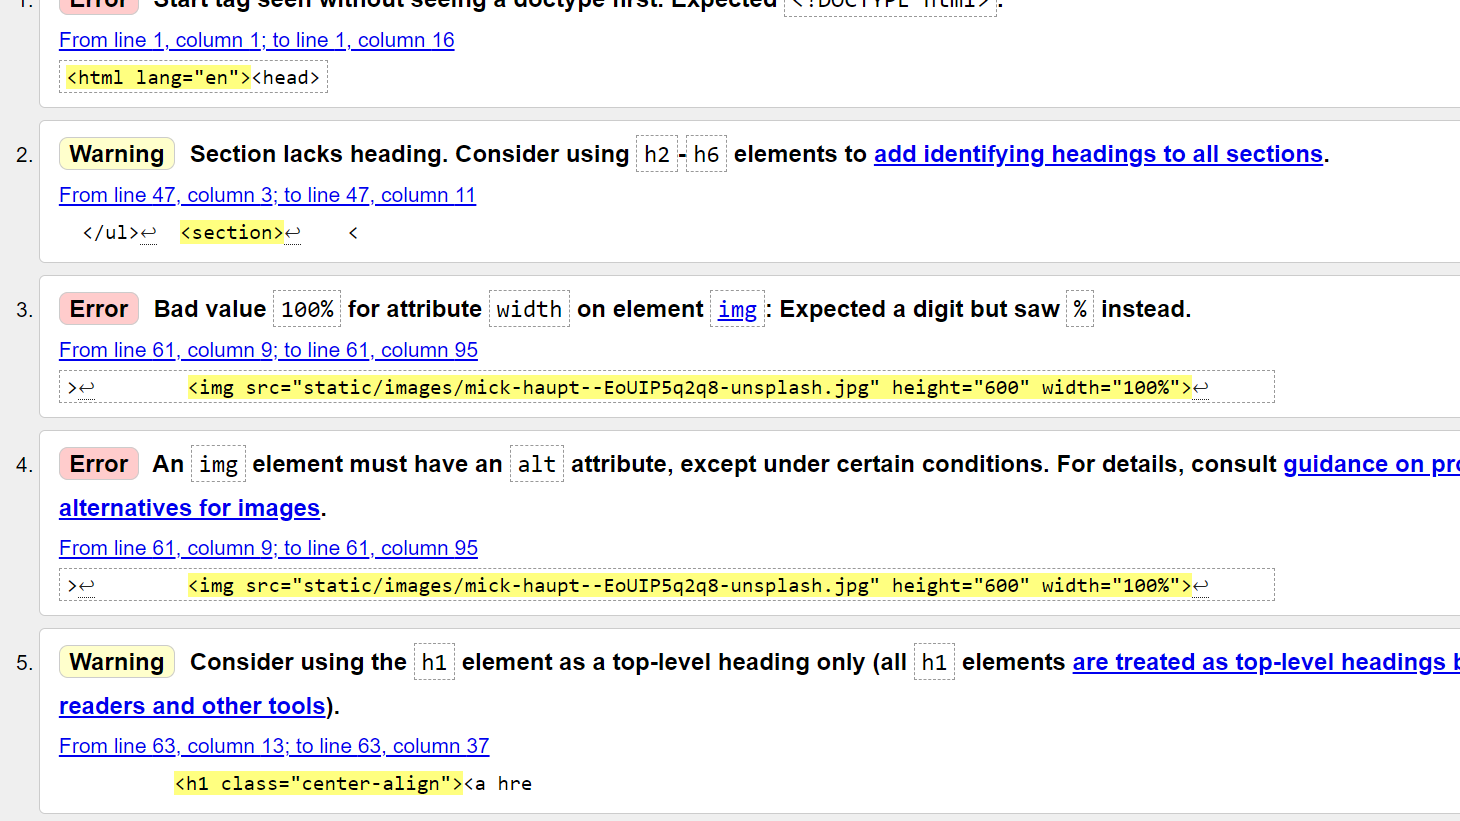 1. Error Start tag seen without seeing a doctype first. Expected <!DOCTYPE html>.
From line 1, column 1; to line 1, column 16
<html lang="en"><head>
2. Warning Section lacks heading. Consider using h2-h6 elements to add identifying headings to all sections.
From line 47, column 3; to line 47, column 11
</ul>↩ <section>↩ <
3. Error Bad value 100% for attribute width on element img: Expected a digit but saw % instead.
From line 61, column 9; to line 61, column 95
>↩ <img src="static/images/mick-haupt--EoUIP5q2q8-unsplash.jpg" height="600" width="100%">↩
4. Error An img element must have an alt attribute, except under certain conditions. For details, consult guidance on pro
alternatives for images.
From line 61, column 9; to line 61, column 95
>↩ <img src="static/images/mick-haupt--EoUIP5q2q8-unsplash.jpg" height="600" width="100%">↩
5. Warning Consider using the h1 element as a top-level heading only (all h1 elements are treated as top-level headings b
readers and other tools).
From line 63, column 13; to line 63, column 37
<h1 class="center-align"><a hre